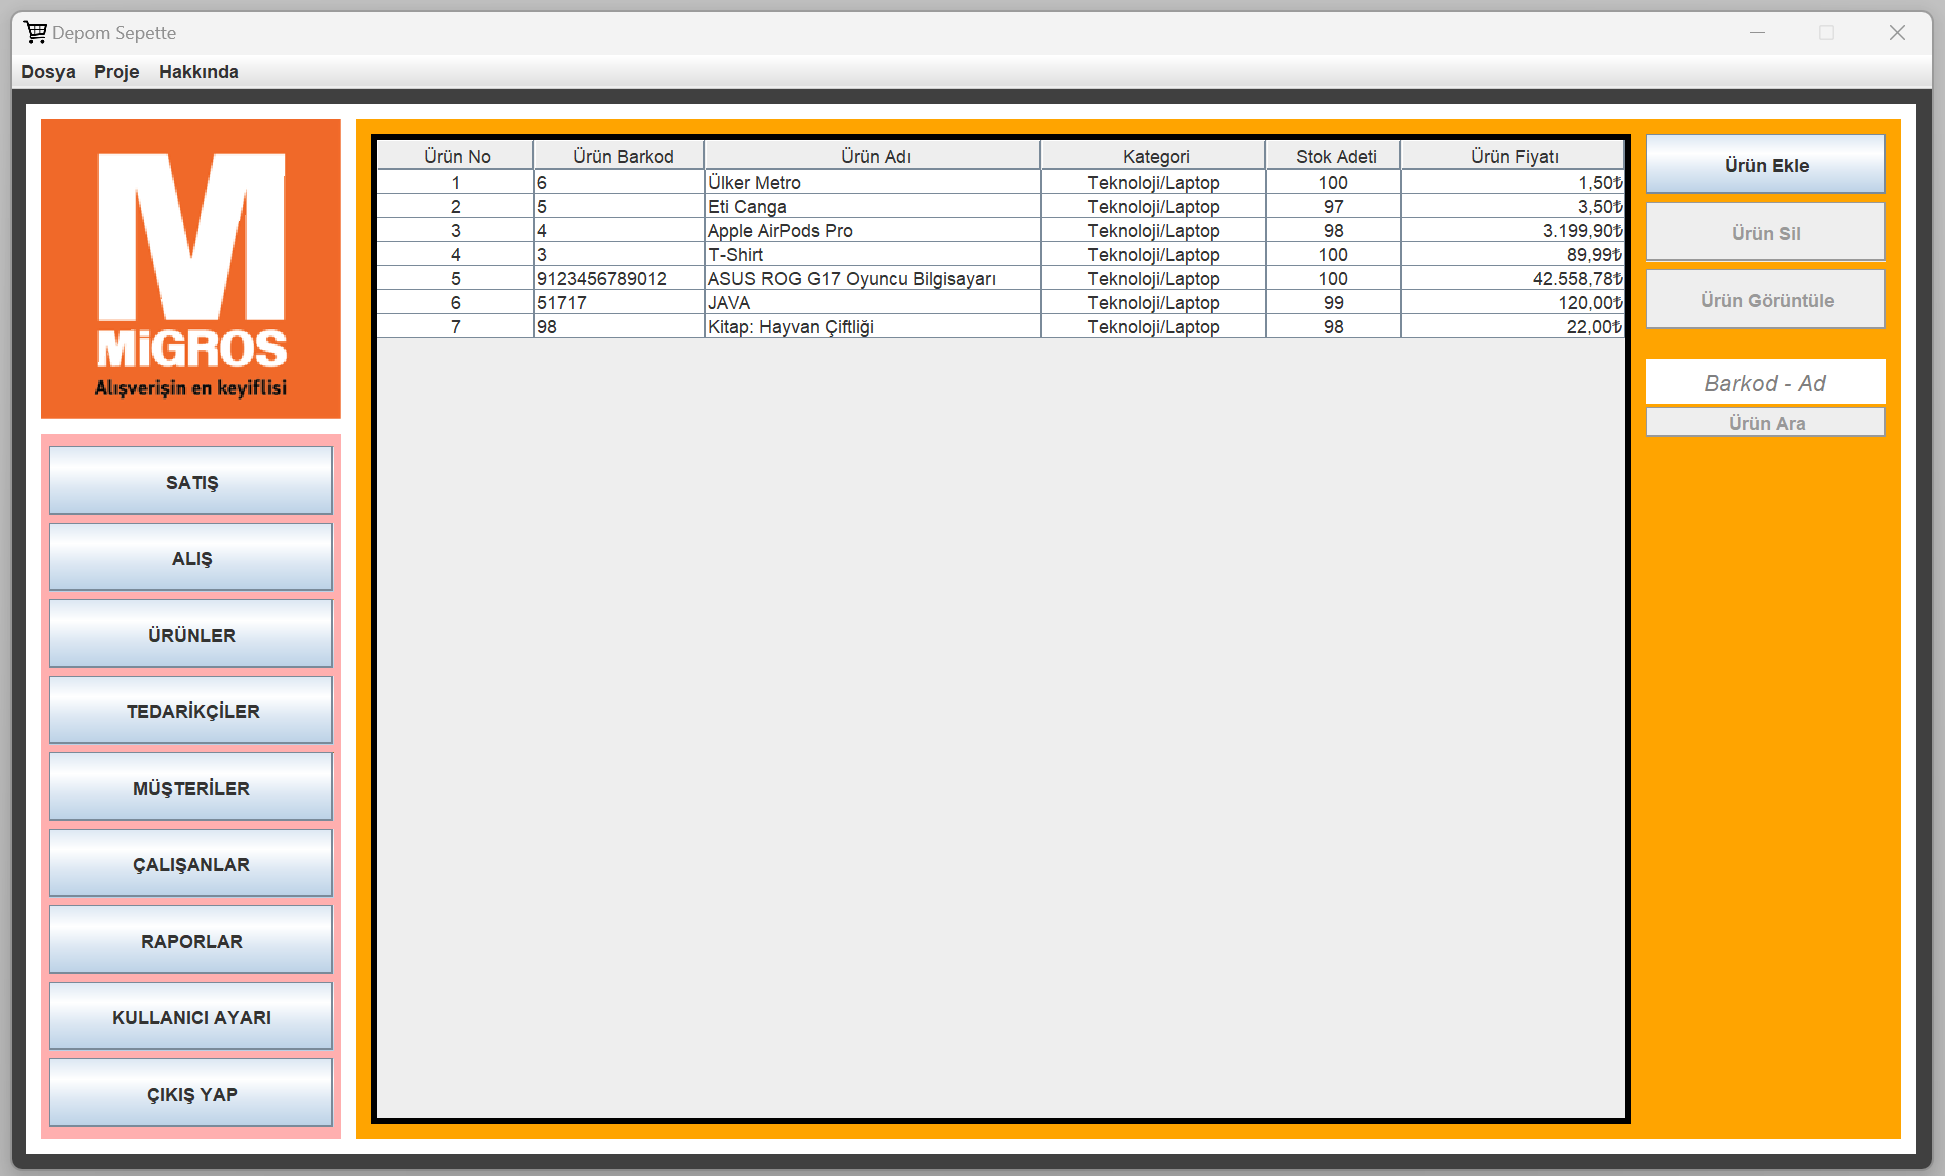 Depom Sepette
Dosya Proje Hakkında
MiGROS
Alışverişin en keyiflisi
SATIŞ
ALIŞ
ÜRÜNLER
TEDARİKÇİLER
MÜŞTERİLER
ÇALIŞANLAR
RAPORLAR
KULLANICI AYARI
ÇIKIŞ YAP
Ürün No Ürün Barkod Ürün Adı Kategori Stok Adeti Ürün Fiyatı
1 6 Ülker Metro Teknoloji/Laptop 100 1,50₺
2 5 Eti Canga Teknoloji/Laptop 97 3,50₺
3 4 Apple AirPods Pro Teknoloji/Laptop 98 3.199,90₺
4 3 T-Shirt Teknoloji/Laptop 100 89,99₺
5 9123456789012 ASUS ROG G17 Oyuncu Bilgisayarı Teknoloji/Laptop 100 42.558,78₺
6 51717 JAVA Teknoloji/Laptop 99 120,00₺
7 98 Kitap: Hayvan Çiftliği Teknoloji/Laptop 98 22,00₺
Ürün Ekle
Ürün Sil
Ürün Görüntüle
Barkod - Ad
Ürün Ara